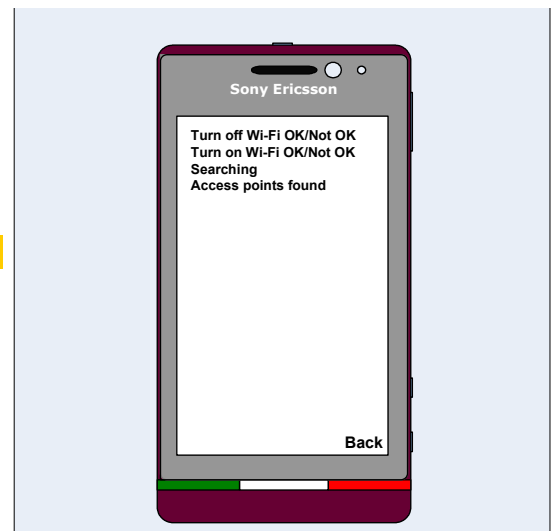 Sony Ericsson
Turn off Wi-Fi OK/Not OK
Turn on Wi-Fi OK/Not OK
Searching
Access points found
Back